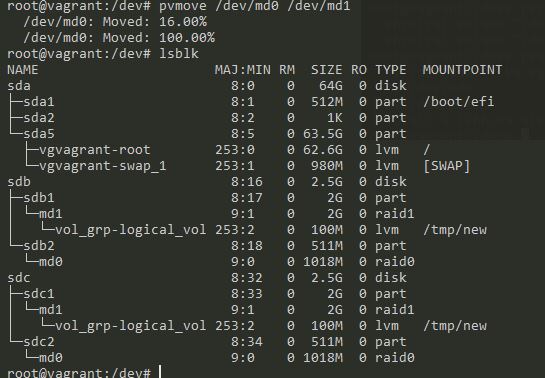 root@vagrant:/dev# pvmove /dev/md0 /dev/md1
  /dev/md0: Moved: 16.00%
  /dev/md0: Moved: 100.00%
root@vagrant:/dev# lsblk
NAME                      MAJ:MIN RM  SIZE RO TYPE  MOUNTPOINT
sda                         8:0    0   64G  0 disk
├─sda1                      8:1    0  512M  0 part  /boot/efi
├─sda2                      8:2    0    1K  0 part
└─sda5                      8:5    0 63.5G  0 part
  ├─vgvagrant-root        253:0    0 62.6G  0 lvm   /
  └─vgvagrant-swap_1      253:1    0  980M  0 lvm   [SWAP]
sdb                         8:16   0  2.5G  0 disk
├─sdb1                      8:17   0    2G  0 part
│ └─md1                     9:1    0    2G  0 raid1
│   └─vol_grp-logical_vol 253:2    0  100M  0 lvm   /tmp/new
└─sdb2                      8:18   0  511M  0 part
  └─md0                     9:0    0 1018M  0 raid0
sdc                         8:32   0  2.5G  0 disk
├─sdc1                      8:33   0    2G  0 part
│ └─md1                     9:1    0    2G  0 raid1
│   └─vol_grp-logical_vol 253:2    0  100M  0 lvm   /tmp/new
└─sdc2                      8:34   0  511M  0 part
  └─md0                     9:0    0 1018M  0 raid0
root@vagrant:/dev#